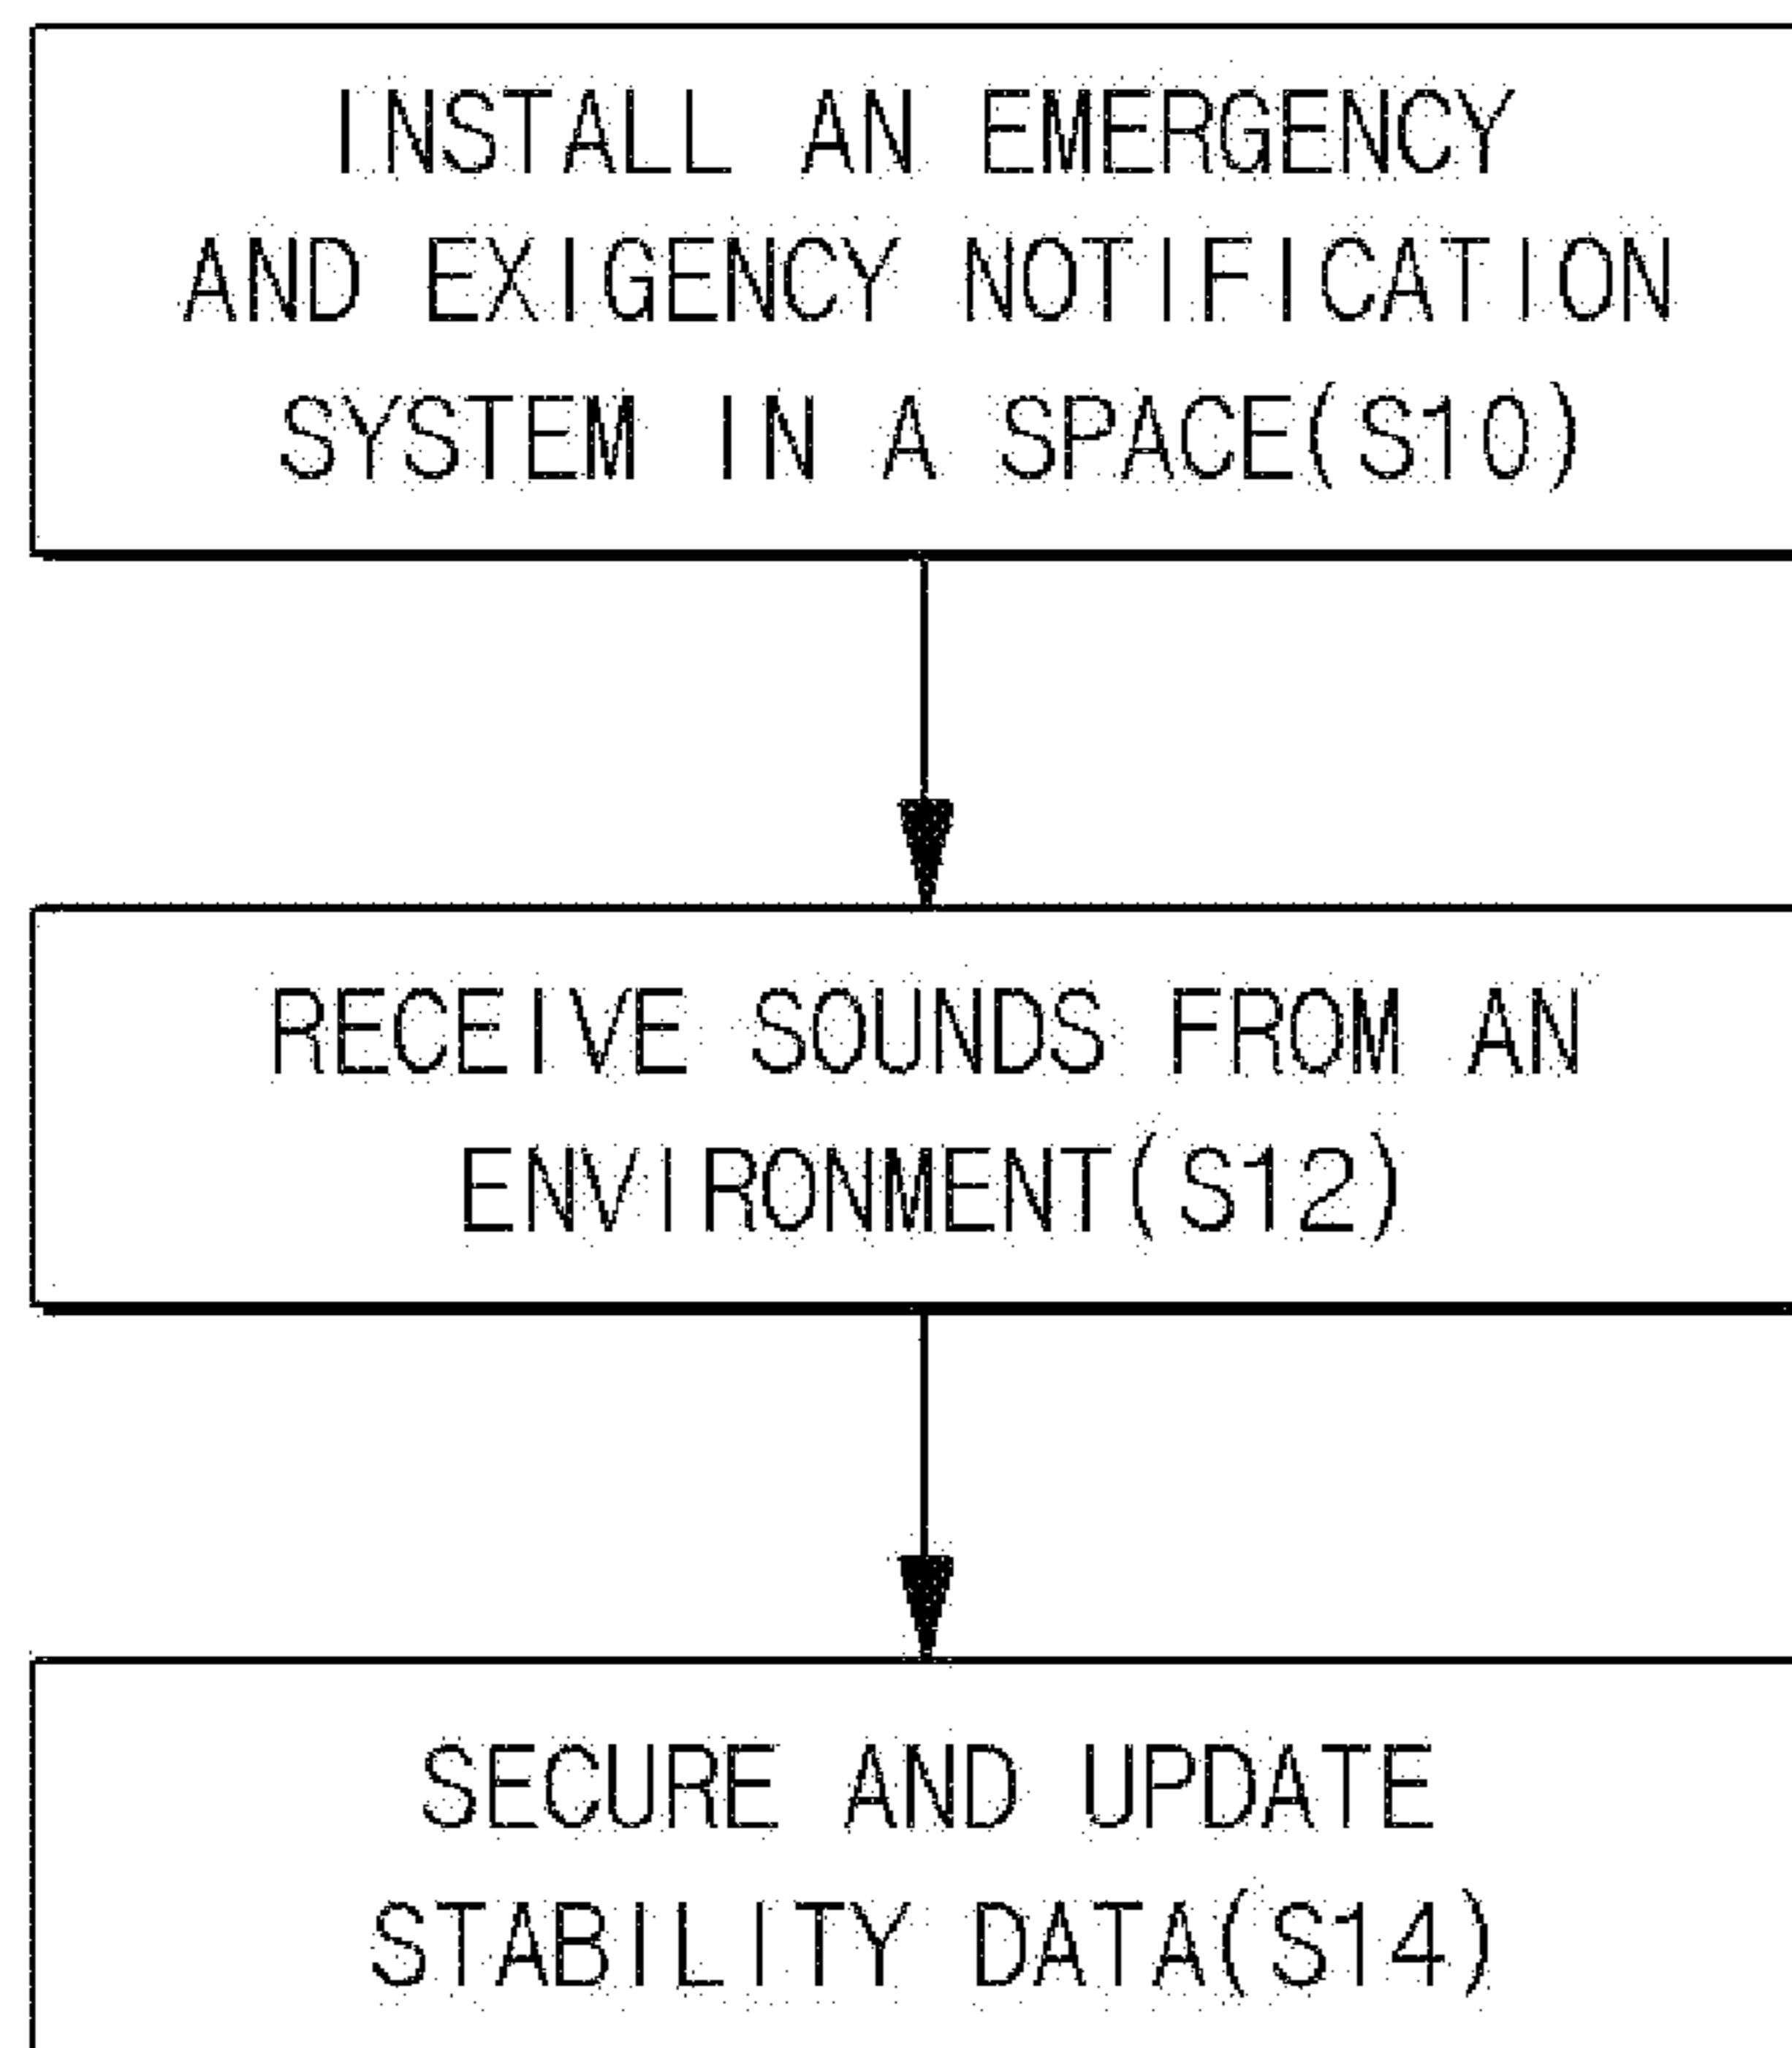 INSTALL AN EMERGENCY
AND EXIGENCY NOTIFICATION
SYSTEM IN A SPACE(S10)
RECEIVE SOUNDS FROM AN
ENVIRONMENT(S12)
SECURE AND UPDATE
STABILITY DATA(S14)